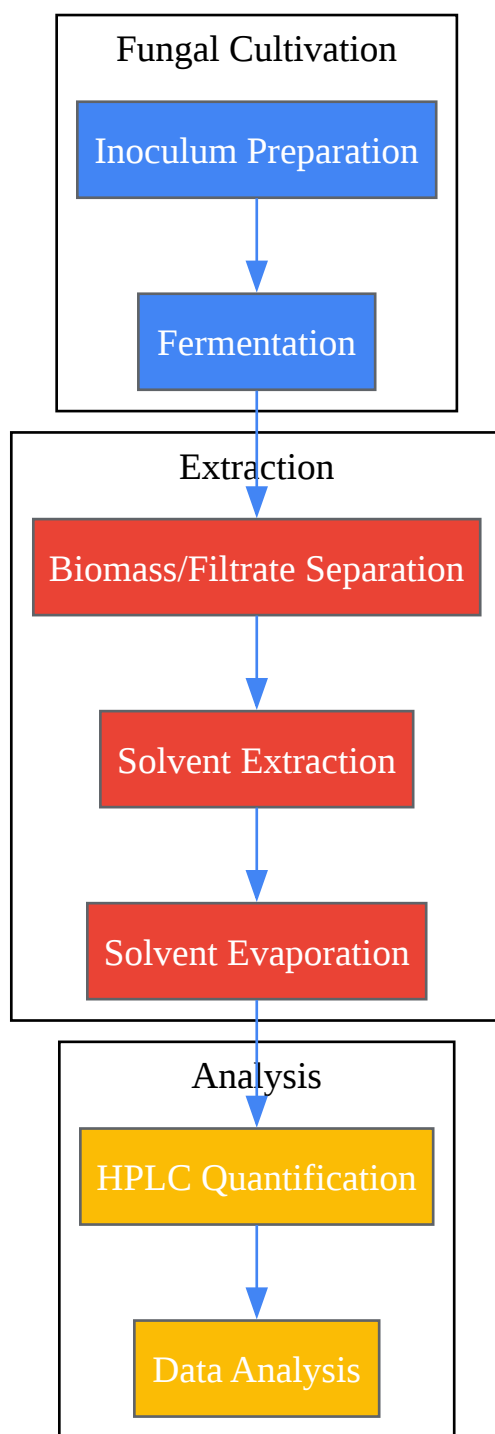 Fungal Cultivation
Inoculum Preparation
Fermentation
Extraction
Biomass/Filtrate Separation
Solvent Extraction
Solvent Evaporation
Analysis
HPLC Quantification
Data Analysis